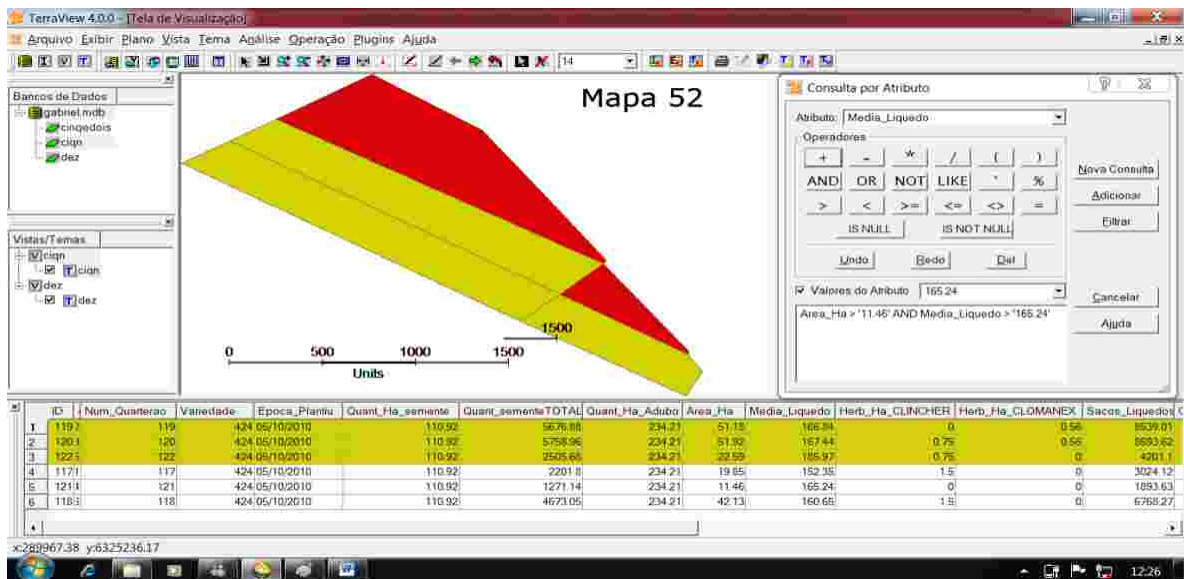 TerraView 4.0.0 - [Tela de Visualização]
Arquivo Exibir Plano Vista Tema Análise Operação Plugins Ajuda
14
Bancos de Dados
gabriel.mdb
cinqedois
ciqn
dez
Vistas/Temas
ciqn
ciqn
dez
dez
Mapa 52
1500
0 500 1000 1500
Units
Consulta por Atributo
Atributo: Media_Liquedo
Operadores
+ - * / ( )
AND OR NOT LIKE ' %
> < >= <= <> =
IS NULL IS NOT NULL
Undo Redo Del
Valores do Atributo 165.24
Area_Ha > '11.46' AND Media_Liquedo > '165.24'
Nova Consulta
Adicionar
Filtrar
Cancelar
Ajuda
ID Num_Quarterao Variedade Epoca_Plantiu Quant_Ha_semente Quant_sementeTOTAL Quant_Ha_Adubo Area_Ha Media_Liquedo Herb_Ha_CLINCHER Herb_Ha_CLOMANEX Sacos_Liquedos
1 119 119 424 05/10/2010 110.92 5676.88 234.21 51.18 166.84 0 0.56 8539.01
2 120 120 424 05/10/2010 110.92 5758.96 234.21 51.92 167.44 0.75 0.56 8693.62
3 122 122 424 05/10/2010 110.92 2505.68 234.21 22.59 185.97 0.75 0 4201.1
4 117 117 424 05/10/2010 110.92 2201.8 234.21 19.85 152.35 1.5 0 3024.12
5 121 121 424 05/10/2010 110.92 1271.14 234.21 11.46 165.24 0 0 1893.63
6 118 118 424 05/10/2010 110.92 4673.05 234.21 42.13 160.65 1.5 0 6768.27
x:289967.38 y:6325236.17
12:26